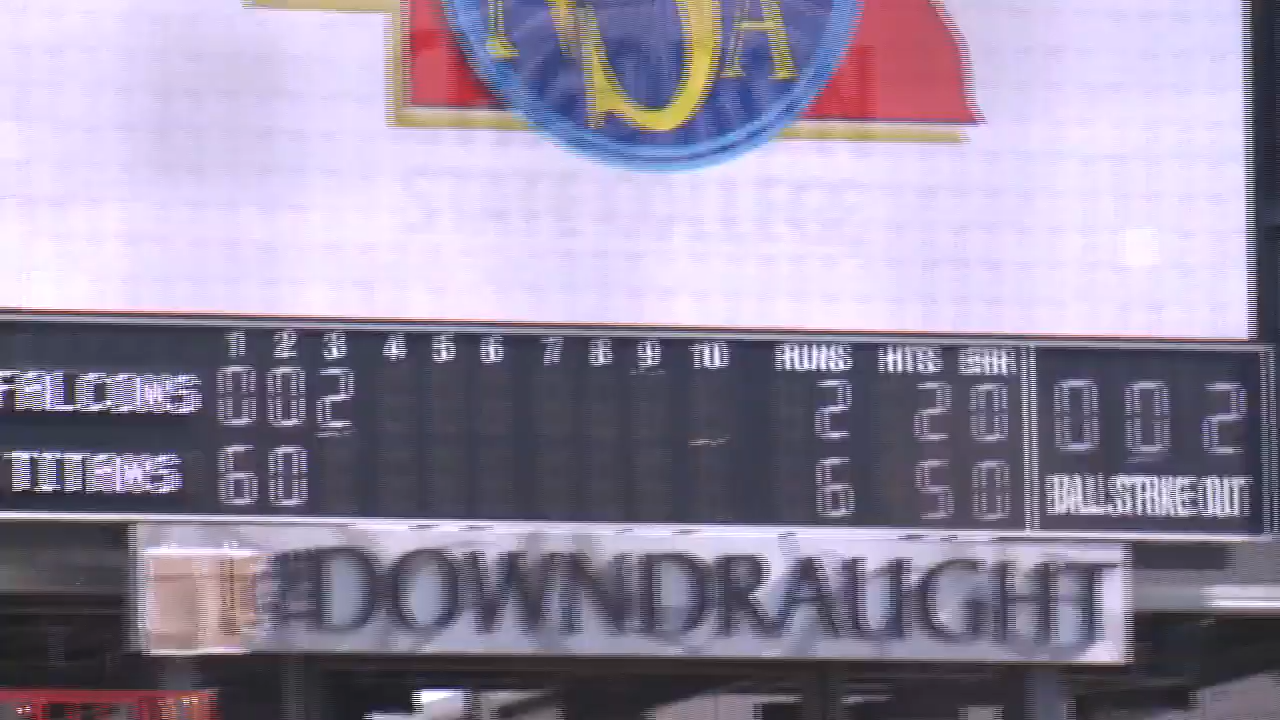 1 2 3 4 5 6 7 8 9 10 RUNS HITS ERR
FALCONS 0 0 2 2 2 0 0 0 2
TITANS 6 0 6 5 0 BALL STRIKE OUT
THE DOWNDRAUGHT